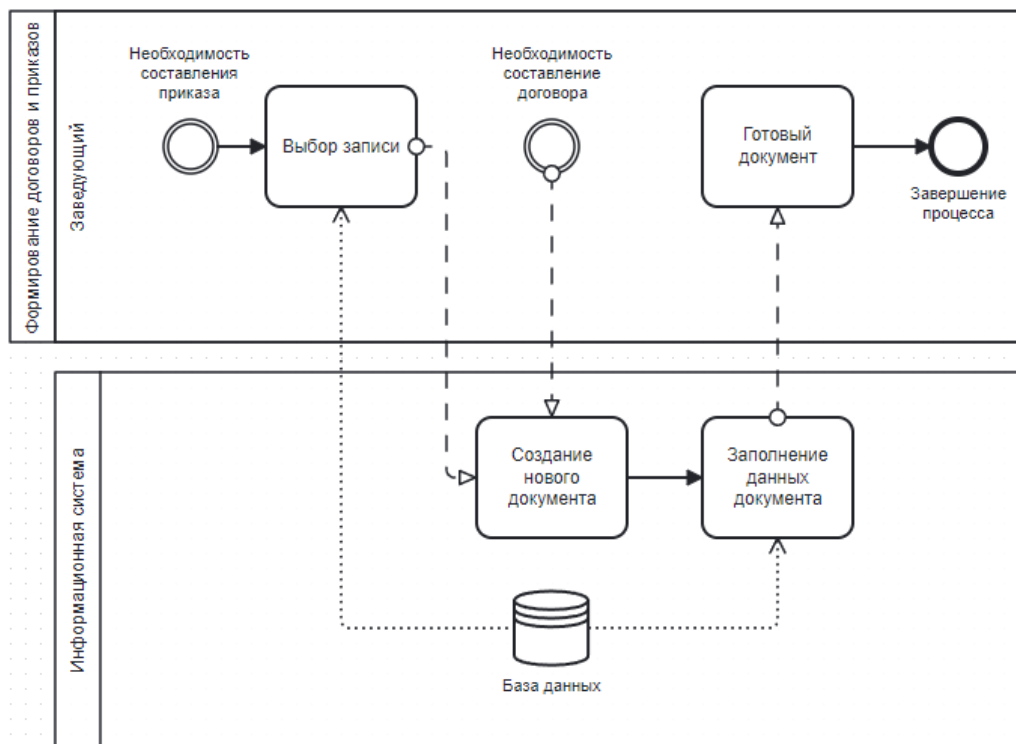 Формирование договоров и приказов
Заведующий
Необходимость
составления
приказа
Выбор записи
Необходимость
составление
договора
Готовый
документ
Завершение
процесса
Информационная система
Создание
нового
документа
Заполнение
данных
документа
База данных